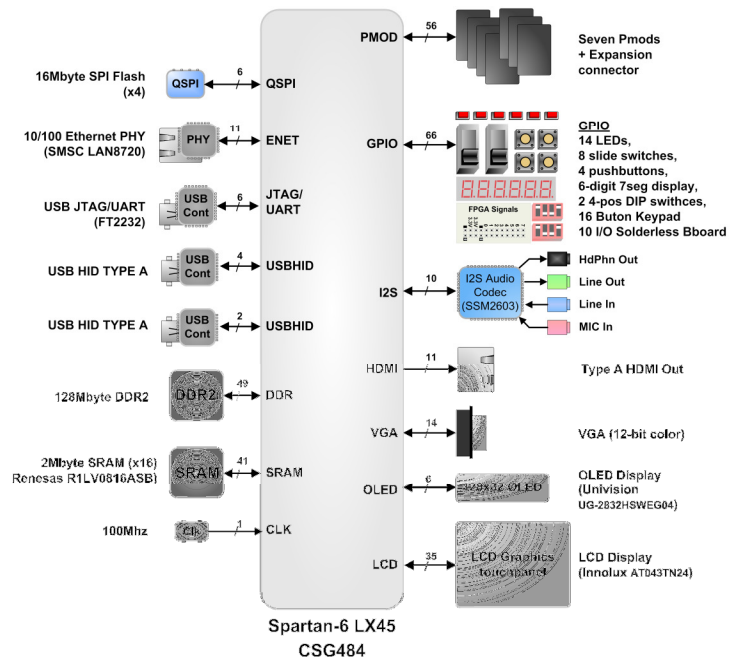 PMOD
56
Seven Pmods
+ Expansion
connector
16Mbyte SPI Flash
(x4)
QSPI
6
QSPI
10/100 Ethernet PHY
(SMSC LAN8720)
PHY
11
ENET
GPIO
66
FPGA Signals
3.3V
GPIO
14 LEDs,
8 slide switches,
4 pushbuttons,
6-digit 7seg display,
2 4-pos DIP swithces,
16 Buton Keypad
10 I/O Solderless Bboard
USB JTAG/UART
(FT2232)
USB
Cont
6
JTAG/
UART
USB HID TYPE A
USB
Cont
4
USBHID
I2S
10
I2S Audio
Codec
(SSM2603)
HdPhn Out
Line Out
Line In
MIC In
USB HID TYPE A
USB
Cont
2
USBHID
HDMI
11
Type A HDMI Out
128Mbyte DDR2
DDR2
49
DDR
VGA
14
VGA (12-bit color)
2Mbyte SRAM (x16)
Renesas R1LV0816ASB)
SRAM
41
SRAM
OLED
6
128x32 OLED
OLED Display
(Univision
UG-2832HSWEG04)
100Mhz
Clk
1
CLK
LCD
35
LCD Graphics
touchpanel
LCD Display
(Innolux AT043TN24)
Spartan-6 LX45
CSG484